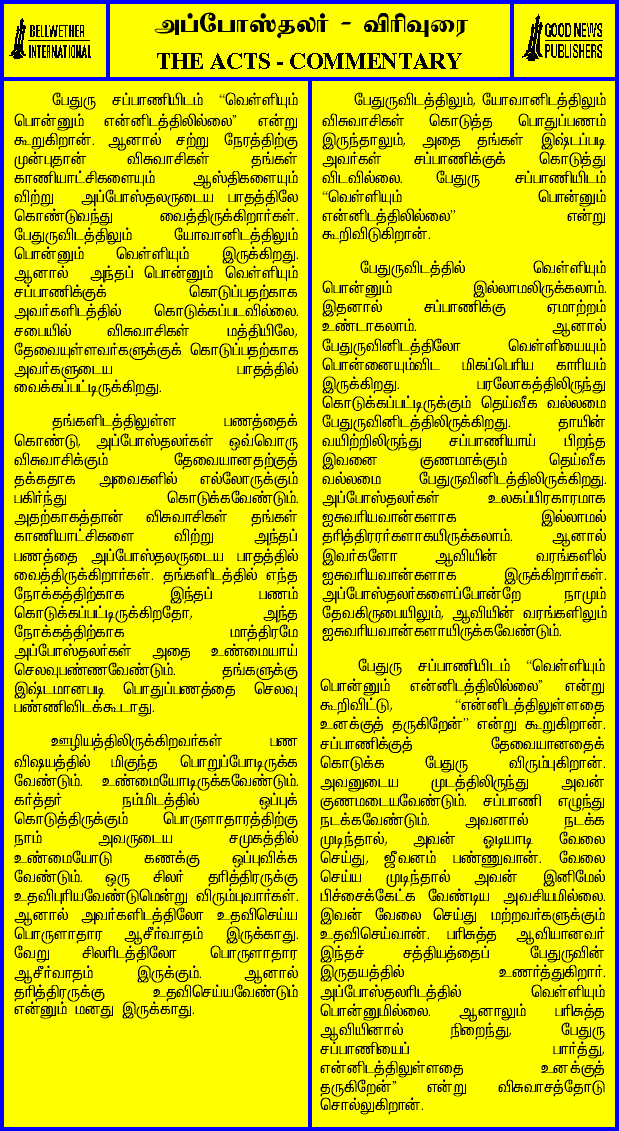 BELLWETHER
INTERNATIONAL
அப்போஸ்தலர் - விரிவுரை
THE ACTS - COMMENTARY
GOOD NEWS
PUBLISHERS
பேதுரு சப்பாணியிடம் “வெள்ளியும்
பொன்னும் என்னிடத்திலில்லை” என்று
கூறுகிறான். ஆனால் சற்று நேரத்திற்கு
முன்புதான் விசுவாசிகள் தங்கள்
காணியாட்சிகளையும் ஆஸ்திகளையும்
விற்று அப்போஸ்தலருடைய பாதத்திலே
கொண்டுவந்து வைத்திருக்கிறார்கள்.
பேதுருவிடத்திலும் யோவானிடத்திலும்
பொன்னும் வெள்ளியும் இருக்கிறது.
ஆனால் அந்தப் பொன்னும் வெள்ளியும்
சப்பாணிக்குக் கொடுப்பதற்காக
அவர்களிடத்தில் கொடுக்கப்படவில்லை.
சபையில் விசுவாசிகள் மத்தியிலே,
தேவையுள்ளவர்களுக்குக் கொடுப்பதற்காக
அவர்களுடைய பாதத்தில்
வைக்கப்பட்டிருக்கிறது.
தங்களிடத்திலுள்ள பணத்தைக்
கொண்டு, அப்போஸ்தலர்கள் ஒவ்வொரு
விசுவாசிக்கும் தேவையானதற்குத்
தக்கதாக அவைகளில் எல்லோருக்கும்
பகிர்ந்து கொடுக்கவேண்டும்.
அதற்காகத்தான் விசுவாசிகள் தங்கள்
காணியாட்சிகளை விற்று அந்தப்
பணத்தை அப்போஸ்தலருடைய பாதத்தில்
வைத்திருக்கிறார்கள். தங்களிடத்தில் எந்த
நோக்கத்திற்காக இந்தப் பணம்
கொடுக்கப்பட்டிருக்கிறதோ, அந்த
நோக்கத்திற்காக மாத்திரமே
அப்போஸ்தலர்கள் அதை உண்மையாய்
செலவுபண்ணவேண்டும். தங்களுக்கு
இஷ்டமானபடி பொதுப்பணத்தை செலவு
பண்ணிவிடக்கூடாது.
ஊழியத்திலிருக்கிறவர்கள் பண
விஷயத்தில் மிகுந்த பொறுப்போடிருக்க
வேண்டும். உண்மையோடிருக்கவேண்டும்.
கர்த்தர் நம்மிடத்தில் ஒப்புக்
கொடுத்திருக்கும் பொருளாதாரத்திற்கு
நாம் அவருடைய சமுகத்தில்
உண்மையோடு கணக்கு ஒப்புவிக்க
வேண்டும். ஒரு சிலர் தரித்திரருக்கு
உதவிபுரியவேண்டுமென்று விரும்புவார்கள்.
ஆனால் அவர்களிடத்திலோ உதவிசெய்ய
பொருளாதார ஆசீர்வாதம் இருக்காது.
வேறு சிலரிடத்திலோ பொருளாதார
ஆசீர்வாதம் இருக்கும். ஆனால்
தரித்திரருக்கு உதவிசெய்யவேண்டும்
என்னும் மனது இருக்காது.
பேதுருவிடத்திலும், யோவானிடத்திலும்
விசுவாசிகள் கொடுத்த பொதுப்பணம்
இருந்தாலும், அதை தங்கள் இஷ்டப்படி
அவர்கள் சப்பாணிக்குக் கொடுத்து
விடவில்லை. பேதுரு சப்பாணியிடம்
“வெள்ளியும் பொன்னும்
என்னிடத்திலில்லை” என்று
கூறிவிடுகிறான்.
பேதுருவிடத்தில் வெள்ளியும்
பொன்னும் இல்லாமலிருக்கலாம்.
இதனால் சப்பாணிக்கு ஏமாற்றம்
உண்டாகலாம். ஆனால்
பேதுருவினிடத்திலோ வெள்ளியையும்
பொன்னையும்விட மிகப்பெரிய காரியம்
இருக்கிறது. பரலோகத்திலிருந்து
கொடுக்கப்பட்டிருக்கும் தெய்வீக வல்லமை
பேதுருவினிடத்திலிருக்கிறது. தாயின்
வயிற்றிலிருந்து சப்பாணியாய் பிறந்த
இவனை குணமாக்கும் தெய்வீக
வல்லமை பேதுருவினிடத்திலிருக்கிறது.
அப்போஸ்தலர்கள் உலகப்பிரகாரமாக
ஐசுவரியவான்களாக இல்லாமல்
தரித்திரரர்களாகயிருக்கலாம். ஆனால்
இவர்களோ ஆவியின் வரங்களில்
ஐசுவரியவான்களாக இருக்கிறார்கள்.
அப்போஸ்தலர்களைப்போன்றே நாமும்
தேவகிருபையிலும், ஆவியின் வரங்களிலும்
ஐசுவரியவான்களாயிருக்கவேண்டும்.
பேதுரு சப்பாணியிடம் “வெள்ளியும்
பொன்னும் என்னிடத்திலில்லை” என்று
கூறிவிட்டு, “என்னிடத்திலுள்ளதை
உனக்குத் தருகிறேன்” என்று கூறுகிறான்.
சப்பாணிக்குத் தேவையானதைக்
கொடுக்க பேதுரு விரும்புகிறான்.
அவனுடைய முடத்திலிருந்து அவன்
குணமடையவேண்டும். சப்பாணி எழுந்து
நடக்கவேண்டும். அவனால் நடக்க
முடிந்தால், அவன் ஓடியாடி வேலை
செய்து, ஜீவனம் பண்ணுவான். வேலை
செய்ய முடிந்தால் அவன் இனிமேல்
பிச்சைக்கேட்க வேண்டிய அவசியமில்லை.
இவன் வேலை செய்து மற்றவர்களுக்கும்
உதவிசெய்வான். பரிசுத்த ஆவியானவர்
இந்தச் சத்தியத்தைப் பேதுருவின்
இருதயத்தில் உணர்த்துகிறார்.
அப்போஸ்தலரிடத்தில் வெள்ளியும்
பொன்னுமில்லை. ஆனாலும் பரிசுத்த
ஆவியினால் நிறைந்து, பேதுரு
சப்பாணியைப் பார்த்து,
என்னிடத்திலுள்ளதை உனக்குத்
தருகிறேன்” என்று விசுவாசத்தோடு
சொல்லுகிறான்.